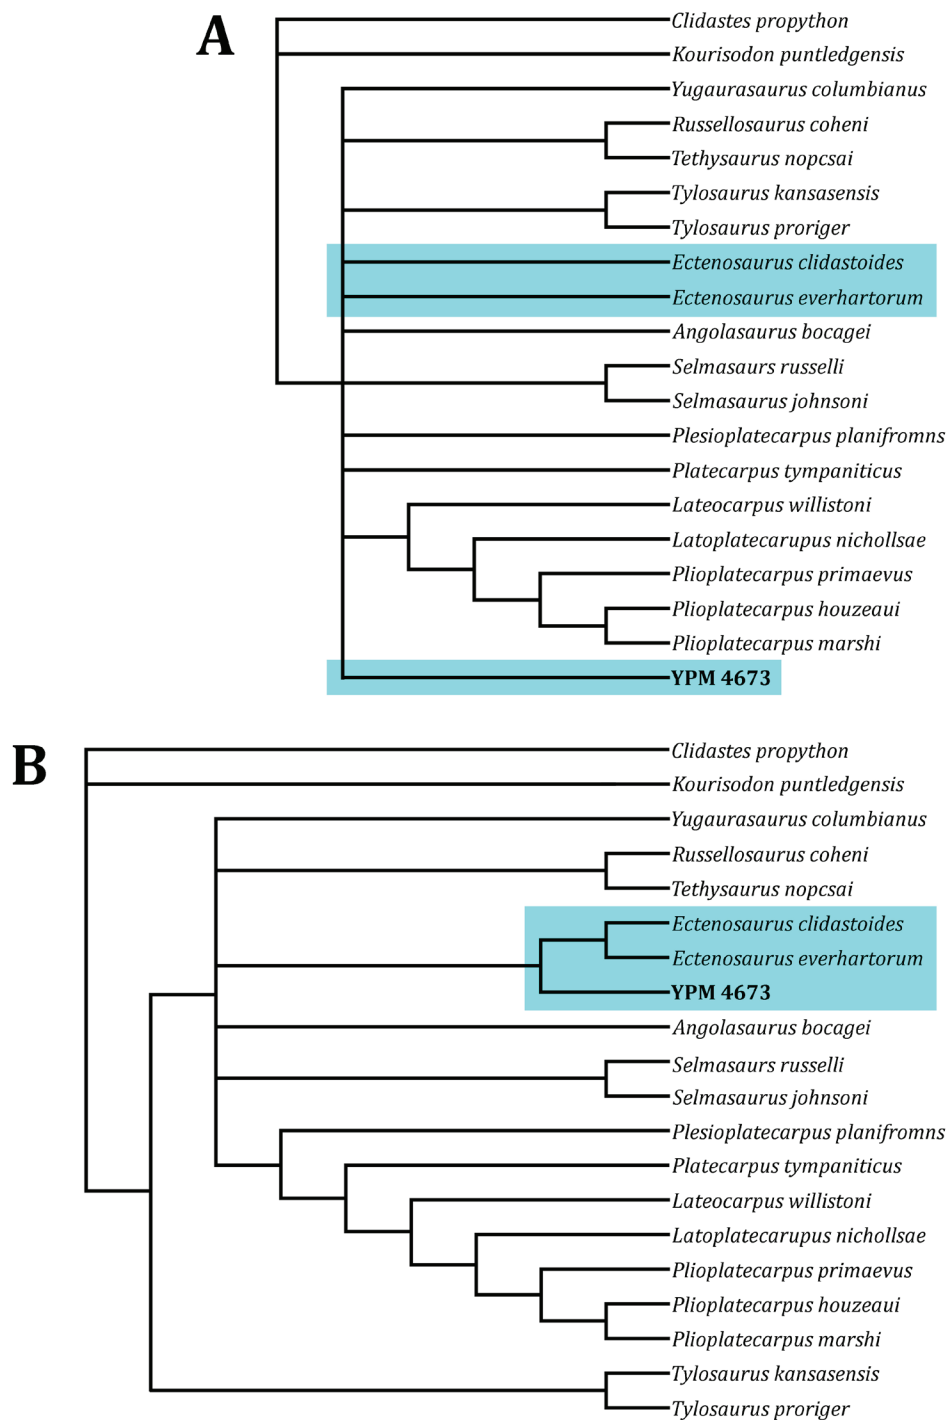 A
Clidastes propython
Kourisodon puntledgensis
Yugaurasaurus columbianus
Russellosaurus coheni
Tethysaurus nopcsai
Tylosaurus kansasensis
Tylosaurus proriger
Ectenosaurus clidastoides
Ectenosaurus everhartorum
Angolasaurus bocagei
Selmasaurs russelli
Selmasaurus johnsoni
Plesioplatecarpus planifromns
Platecarpus tympaniticus
Lateocarpus willistoni
Latoplatecarupus nichollsae
Plioplatecarpus primaevus
Plioplatecarpus houzeaui
Plioplatecarpus marshi
YPM 4673
B
Clidastes propython
Kourisodon puntledgensis
Yugaurasaurus columbianus
Russellosaurus coheni
Tethysaurus nopcsai
Ectenosaurus clidastoides
Ectenosaurus everhartorum
YPM 4673
Angolasaurus bocagei
Selmasaurs russelli
Selmasaurus johnsoni
Plesioplatecarpus planifromns
Platecarpus tympaniticus
Lateocarpus willistoni
Latoplatecarupus nichollsae
Plioplatecarpus primaevus
Plioplatecarpus houzeaui
Plioplatecarpus marshi
Tylosaurus kansasensis
Tylosaurus proriger